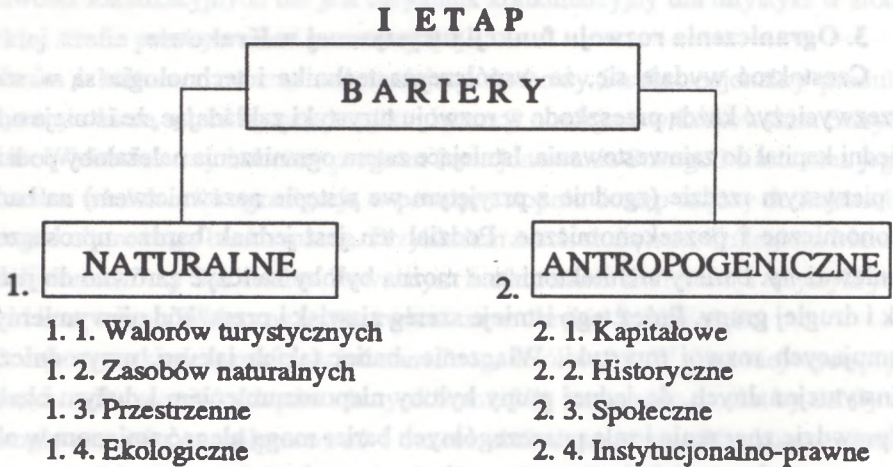 I ETAP
BARIERY
1. NATURALNE
1. 1. Walorów turystycznych
1. 2. Zasobów naturalnych
1. 3. Przestrzenne
1. 4. Ekologiczne
2. ANTROPOGENICZNE
2. 1. Kapitałowe
2. 2. Historyczne
2. 3. Społeczne
2. 4. Instytucjonalno-prawne